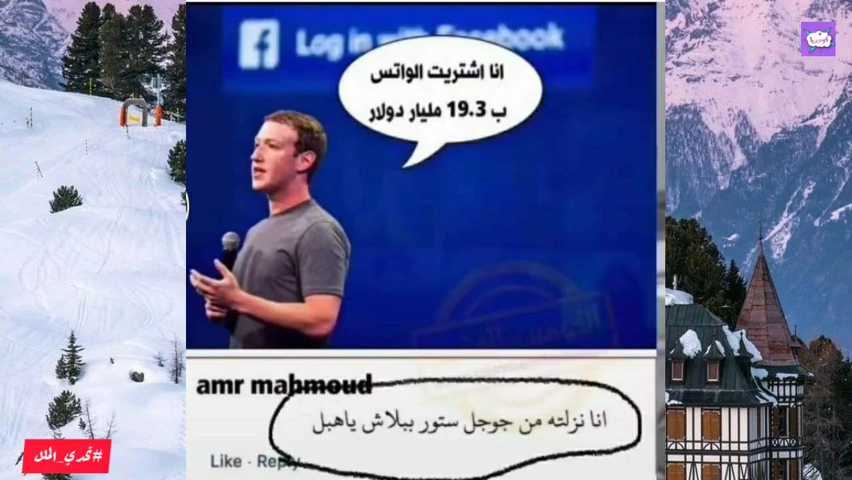 Log in with Facebook
انا اشتريت الواتس
ب 19.3 مليار دولار
amr mahmoud
انا نزلته من جوجل ستور ببلاش ياهبل
Like · Reply
#تحدي_الملل